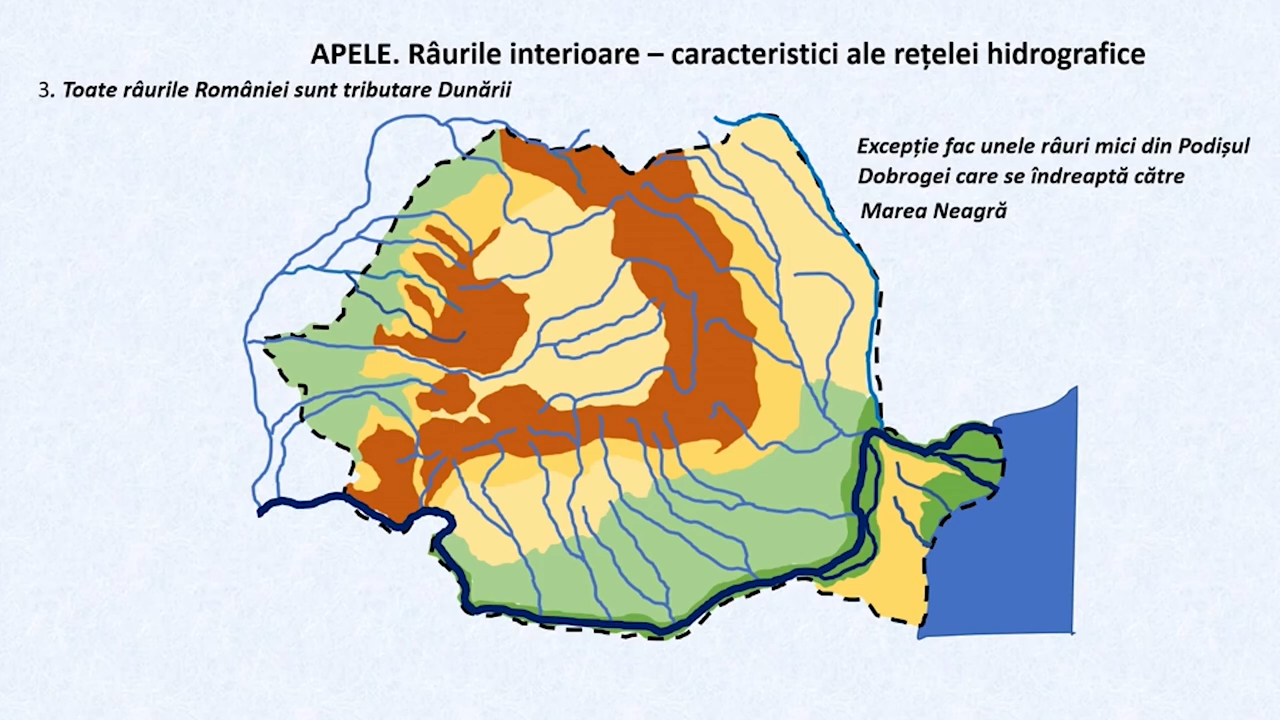 APELE. Râurile interioare – caracteristici ale rețelei hidrografice
3. Toate râurile României sunt tributare Dunării
Excepție fac unele râuri mici din Podișul
Dobrogei care se îndreaptă către
Marea Neagră